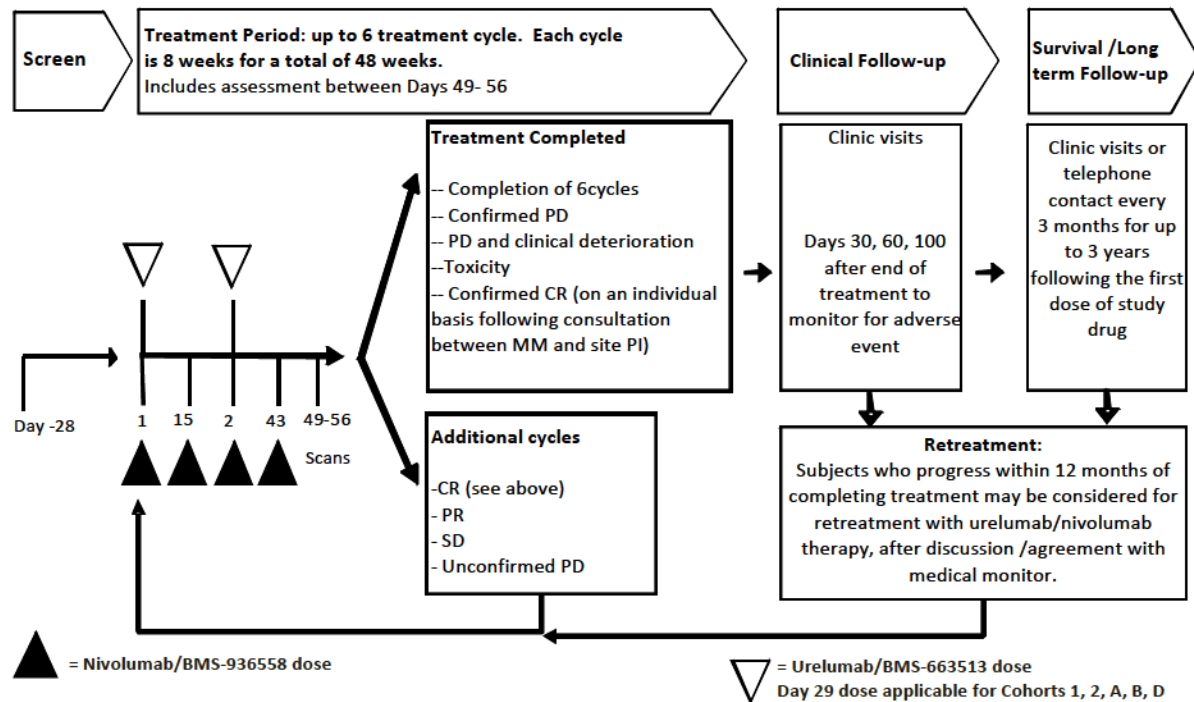 Screen
Treatment Period: up to 6 treatment cycle.  Each cycle
is 8 weeks for a total of 48 weeks.
Includes assessment between Days 49- 56
Clinical Follow-up
Survival /Long
term Follow-up
Treatment Completed
-- Completion of 6cycles
-- Confirmed PD
-- PD and clinical deterioration
--Toxicity
-- Confirmed CR (on an individual
basis following consultation
between MM and site PI)
Clinic visits
Days 30, 60, 100
after end of
treatment to
monitor for adverse
event
Clinic visits or
telephone
contact every
3 months for up
to 3 years
following the first
dose of study
drug
Day -28
1
15
2
43
49-56
Scans
Additional cycles
-CR (see above)
- PR
- SD
- Unconfirmed PD
Retreatment:
Subjects who progress within 12 months of
completing treatment may be considered for
retreatment with urelumab/nivolumab
therapy, after discussion /agreement with
medical monitor.
= Nivolumab/BMS-936558 dose
= Urelumab/BMS-663513 dose
Day 29 dose applicable for Cohorts 1, 2, A, B, D